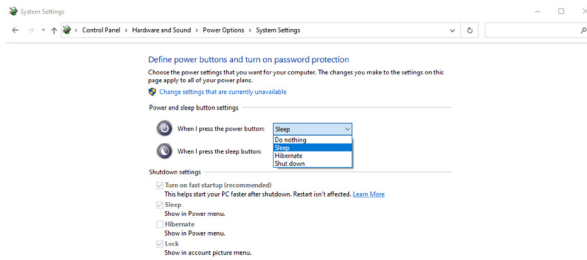 System Settings
Control Panel > Hardware and Sound > Power Options > System Settings
Define power buttons and turn on password protection
Choose the power settings that you want for your computer. The changes you make to the settings on this
page apply to all of your power plans.
Change settings that are currently unavailable
Power and sleep button settings
When I press the power button: Sleep
Do nothing
Sleep
When I press the sleep button:
Hibernate
Shut down
Shutdown settings
Turn on fast startup (recommended)
This helps start your PC faster after shutdown. Restart isn't affected. Learn More
Sleep
Show in Power menu.
Hibernate
Show in Power menu.
Lock
Show in account picture menu.